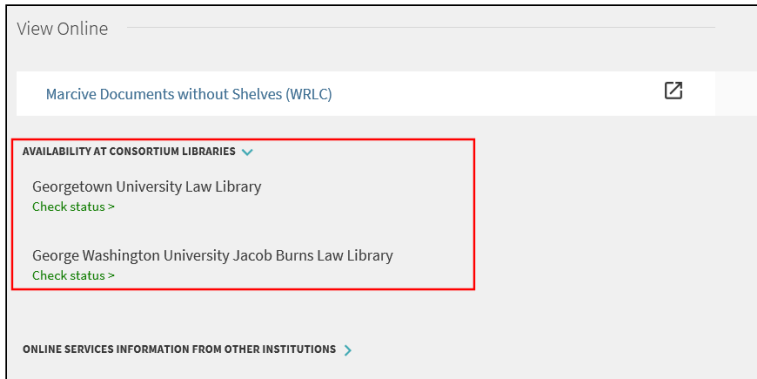 View Online
Marcive Documents without Shelves (WRLC)
AVAILABILITY AT CONSORTIUM LIBRARIES
Georgetown University Law Library
Check status >
George Washington University Jacob Burns Law Library
Check status >
ONLINE SERVICES INFORMATION FROM OTHER INSTITUTIONS